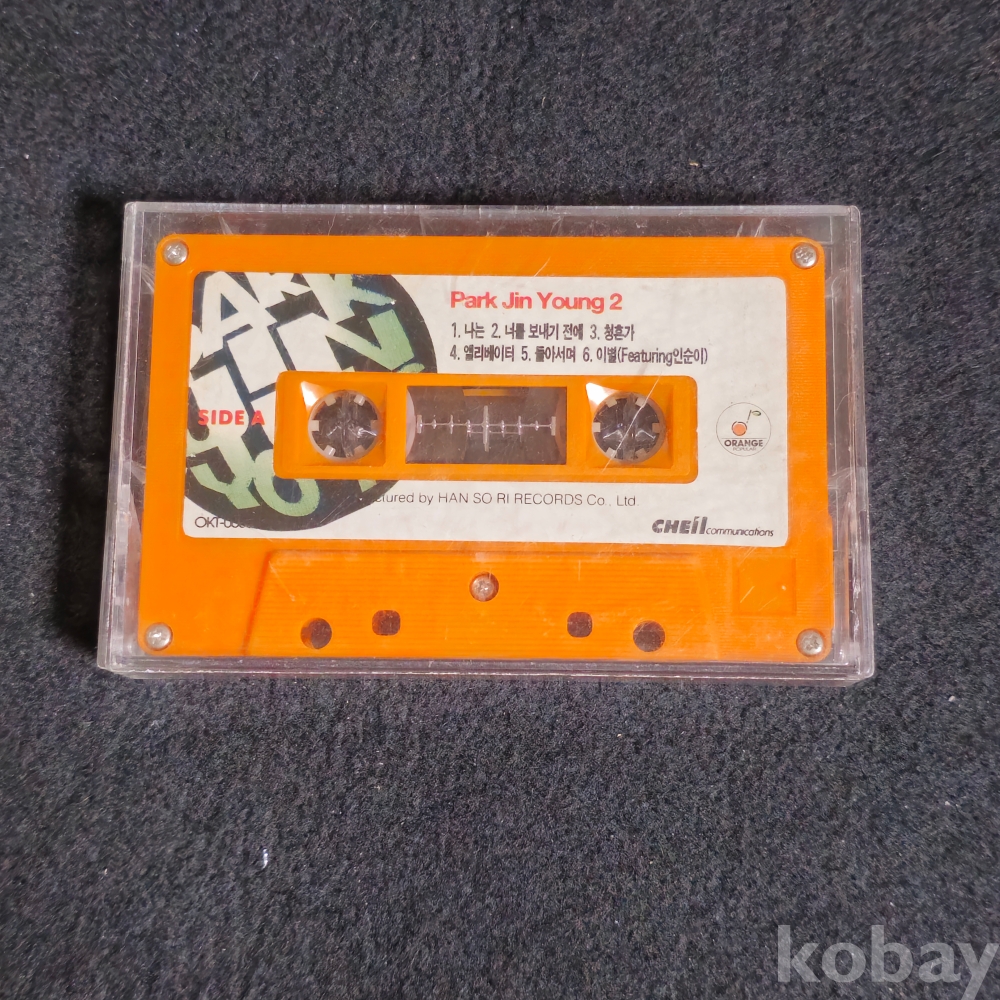 PARK
JIN
YO
Park Jin Young 2
1. 나는 2. 너를 보내기 전에 3. 청혼가
4. 엘리베이터 5. 돌아서며 6. 이별(Featuring인순이)
SIDE A
ORANGE
POPULAR
by HAN SO RI RECORDS Co., Ltd.
CHEil communications
kobay